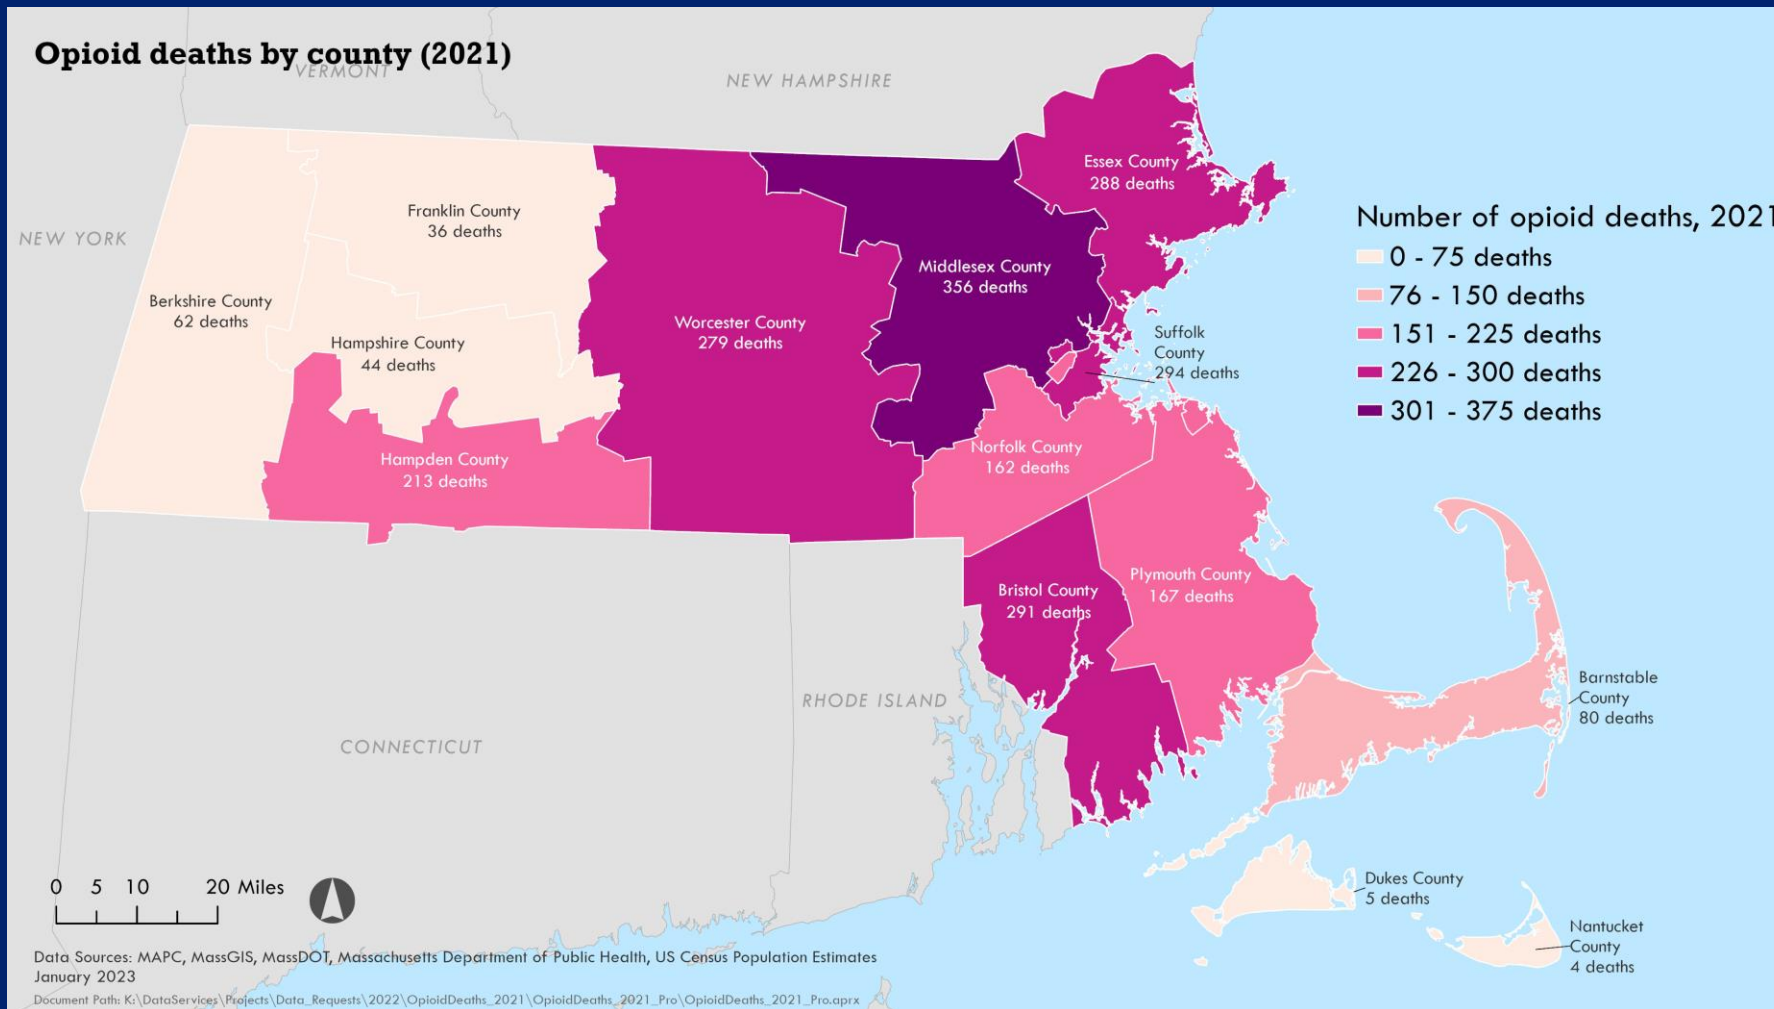 Opioid deaths by county (2021)
VERMONT
NEW HAMPSHIRE
Essex County
288 deaths
Number of opioid deaths, 2021
0 - 75 deaths
76 - 150 deaths
151 - 225 deaths
226 - 300 deaths
301 - 375 deaths
NEW YORK
Franklin County
36 deaths
Middlesex County
356 deaths
Berkshire County
62 deaths
Worcester County
279 deaths
Hampshire County
44 deaths
Suffolk
County
294 deaths
Hampden County
213 deaths
Norfolk County
162 deaths
Bristol County
291 deaths
Plymouth County
167 deaths
Barnstable
County
80 deaths
RHODE ISLAND
CONNECTICUT
Dukes County
5 deaths
Nantucket
County
4 deaths
0 5 10 20 Miles
Data Sources: MAPC, MassGIS, MassDOT, Massachusetts Department of Public Health, US Census Population Estimates
January 2023
Document Path: K:\DataServices\Projects\Data_Requests\2022\OpioidDeaths_2021\OpioidDeaths_2021_Pro\OpioidDeaths_2021_Pro.aprx